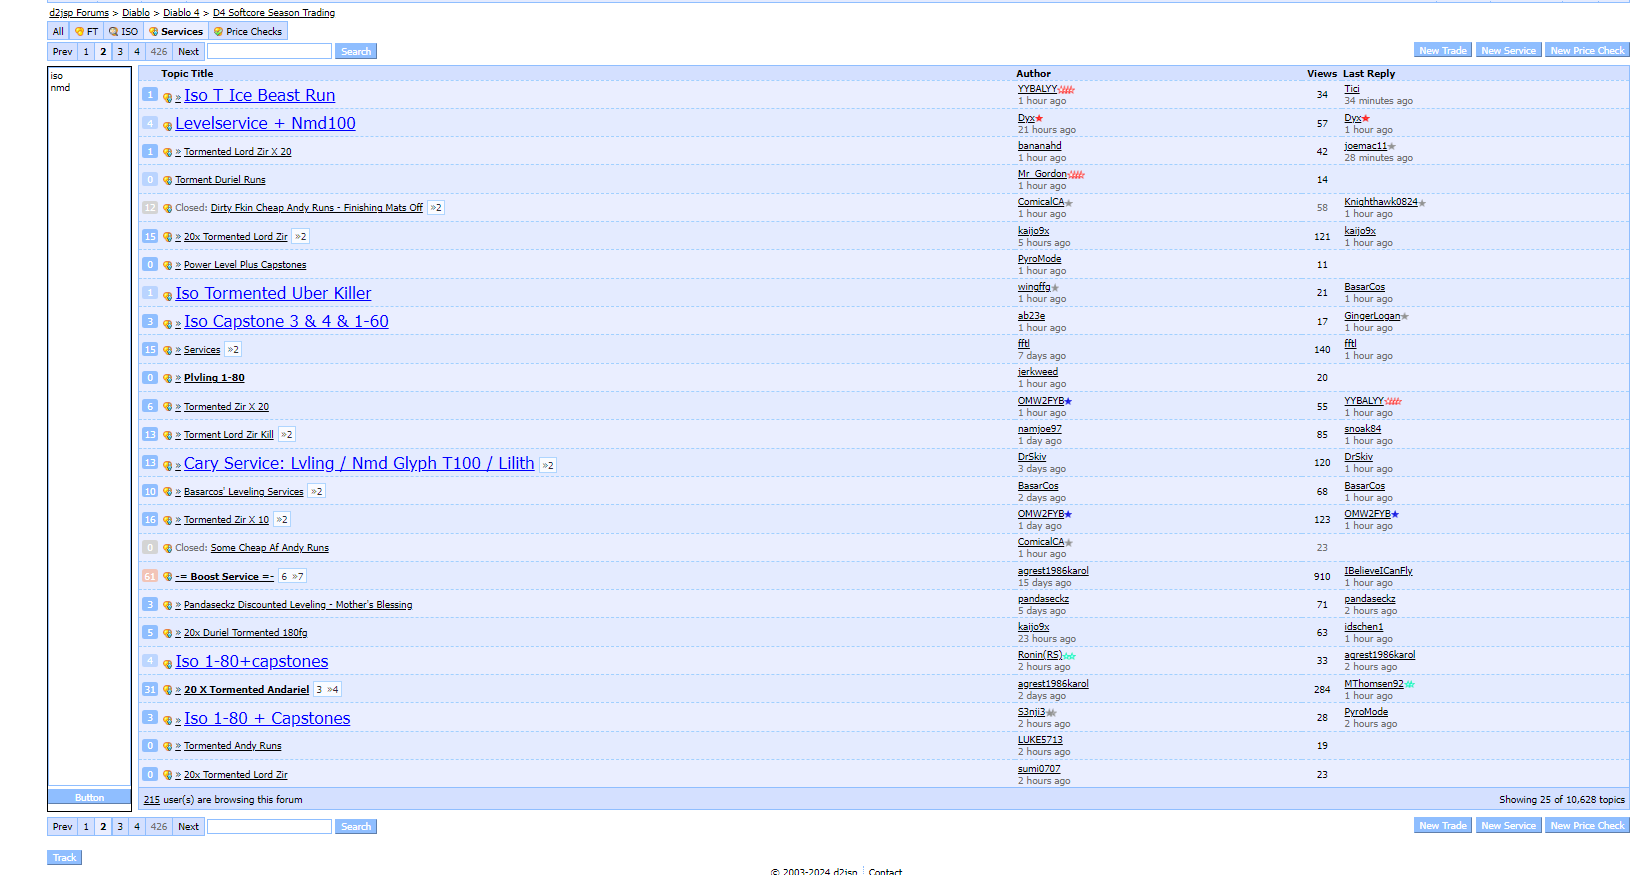 d2jsp Forums > Diablo > Diablo 4 > D4 Softcore Season Trading
All FT ISO Services Price Checks
Prev 1 2 3 4 426 Next Search New Trade New Service New Price Check
iso
nmd
Topic Title Author Views Last Reply
1 » Iso T Ice Beast Run YYBALYY 1 hour ago 34 Tici 34 minutes ago
4 Levelservice + Nmd100 Dyx 21 hours ago 57 Dyx 1 hour ago
1 » Tormented Lord Zir X 20 bananahd 1 hour ago 42 joemac11 28 minutes ago
0 Torment Duriel Runs Mr_Gordon 1 hour ago 14
12 Closed: Dirty Fkin Cheap Andy Runs - Finishing Mats Off »2 ComicalCA 1 hour ago 58 Knighthawk0824 1 hour ago
15 » 20x Tormented Lord Zir »2 kaijo9x 5 hours ago 121 kaijo9x 1 hour ago
0 » Power Level Plus Capstones PyroMode 1 hour ago 11
1 Iso Tormented Uber Killer wingffg 1 hour ago 21 BasarCos 1 hour ago
3 » Iso Capstone 3 & 4 & 1-60 ab23e 1 hour ago 17 GingerLogan 1 hour ago
15 » Services »2 fftl 7 days ago 140 fftl 1 hour ago
0 » Plvling 1-80 jerkweed 1 hour ago 20
6 » Tormented Zir X 20 OMW2FYB 1 hour ago 55 YYBALYY 1 hour ago
13 » Torment Lord Zir Kill »2 namjoe97 1 day ago 85 snoak84 1 hour ago
13 » Cary Service: Lvling / Nmd Glyph T100 / Lilith »2 DrSkiv 3 days ago 120 DrSkiv 1 hour ago
10 » Basarcos' Leveling Services »2 BasarCos 2 days ago 68 BasarCos 1 hour ago
16 » Tormented Zir X 10 »2 OMW2FYB 1 day ago 123 OMW2FYB 1 hour ago
0 Closed: Some Cheap Af Andy Runs ComicalCA 1 hour ago 23
61 -= Boost Service =- 6 »7 agrest1986karol 15 days ago 910 IBelieveICanFly 1 hour ago
3 » Pandaseckz Discounted Leveling - Mother's Blessing pandaseckz 5 days ago 71 pandaseckz 2 hours ago
5 » 20x Duriel Tormented 180fg kaijo9x 23 hours ago 63 idschen1 1 hour ago
4 Iso 1-80+capstones Ronin(RS) 2 hours ago 33 agrest1986karol 2 hours ago
31 » 20 X Tormented Andariel 3 »4 agrest1986karol 2 days ago 284 MThomsen92 1 hour ago
3 » Iso 1-80 + Capstones S3nji3 2 hours ago 28 PyroMode 2 hours ago
0 » Tormented Andy Runs LUKE5713 2 hours ago 19
0 » 20x Tormented Lord Zir sumi0707 2 hours ago 23
Button
215 user(s) are browsing this forum Showing 25 of 10,628 topics
Prev 1 2 3 4 426 Next Search New Trade New Service New Price Check
Track
© 2003-2024 d2jsp Contact